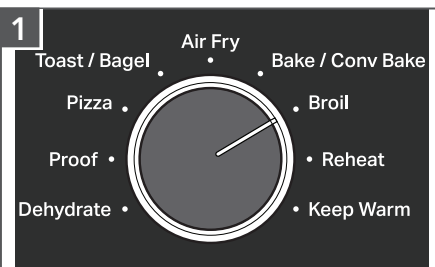 1
Air Fry
Toast / Bagel
Bake / Conv Bake
Pizza
Broil
Proof
Reheat
Dehydrate
Keep Warm